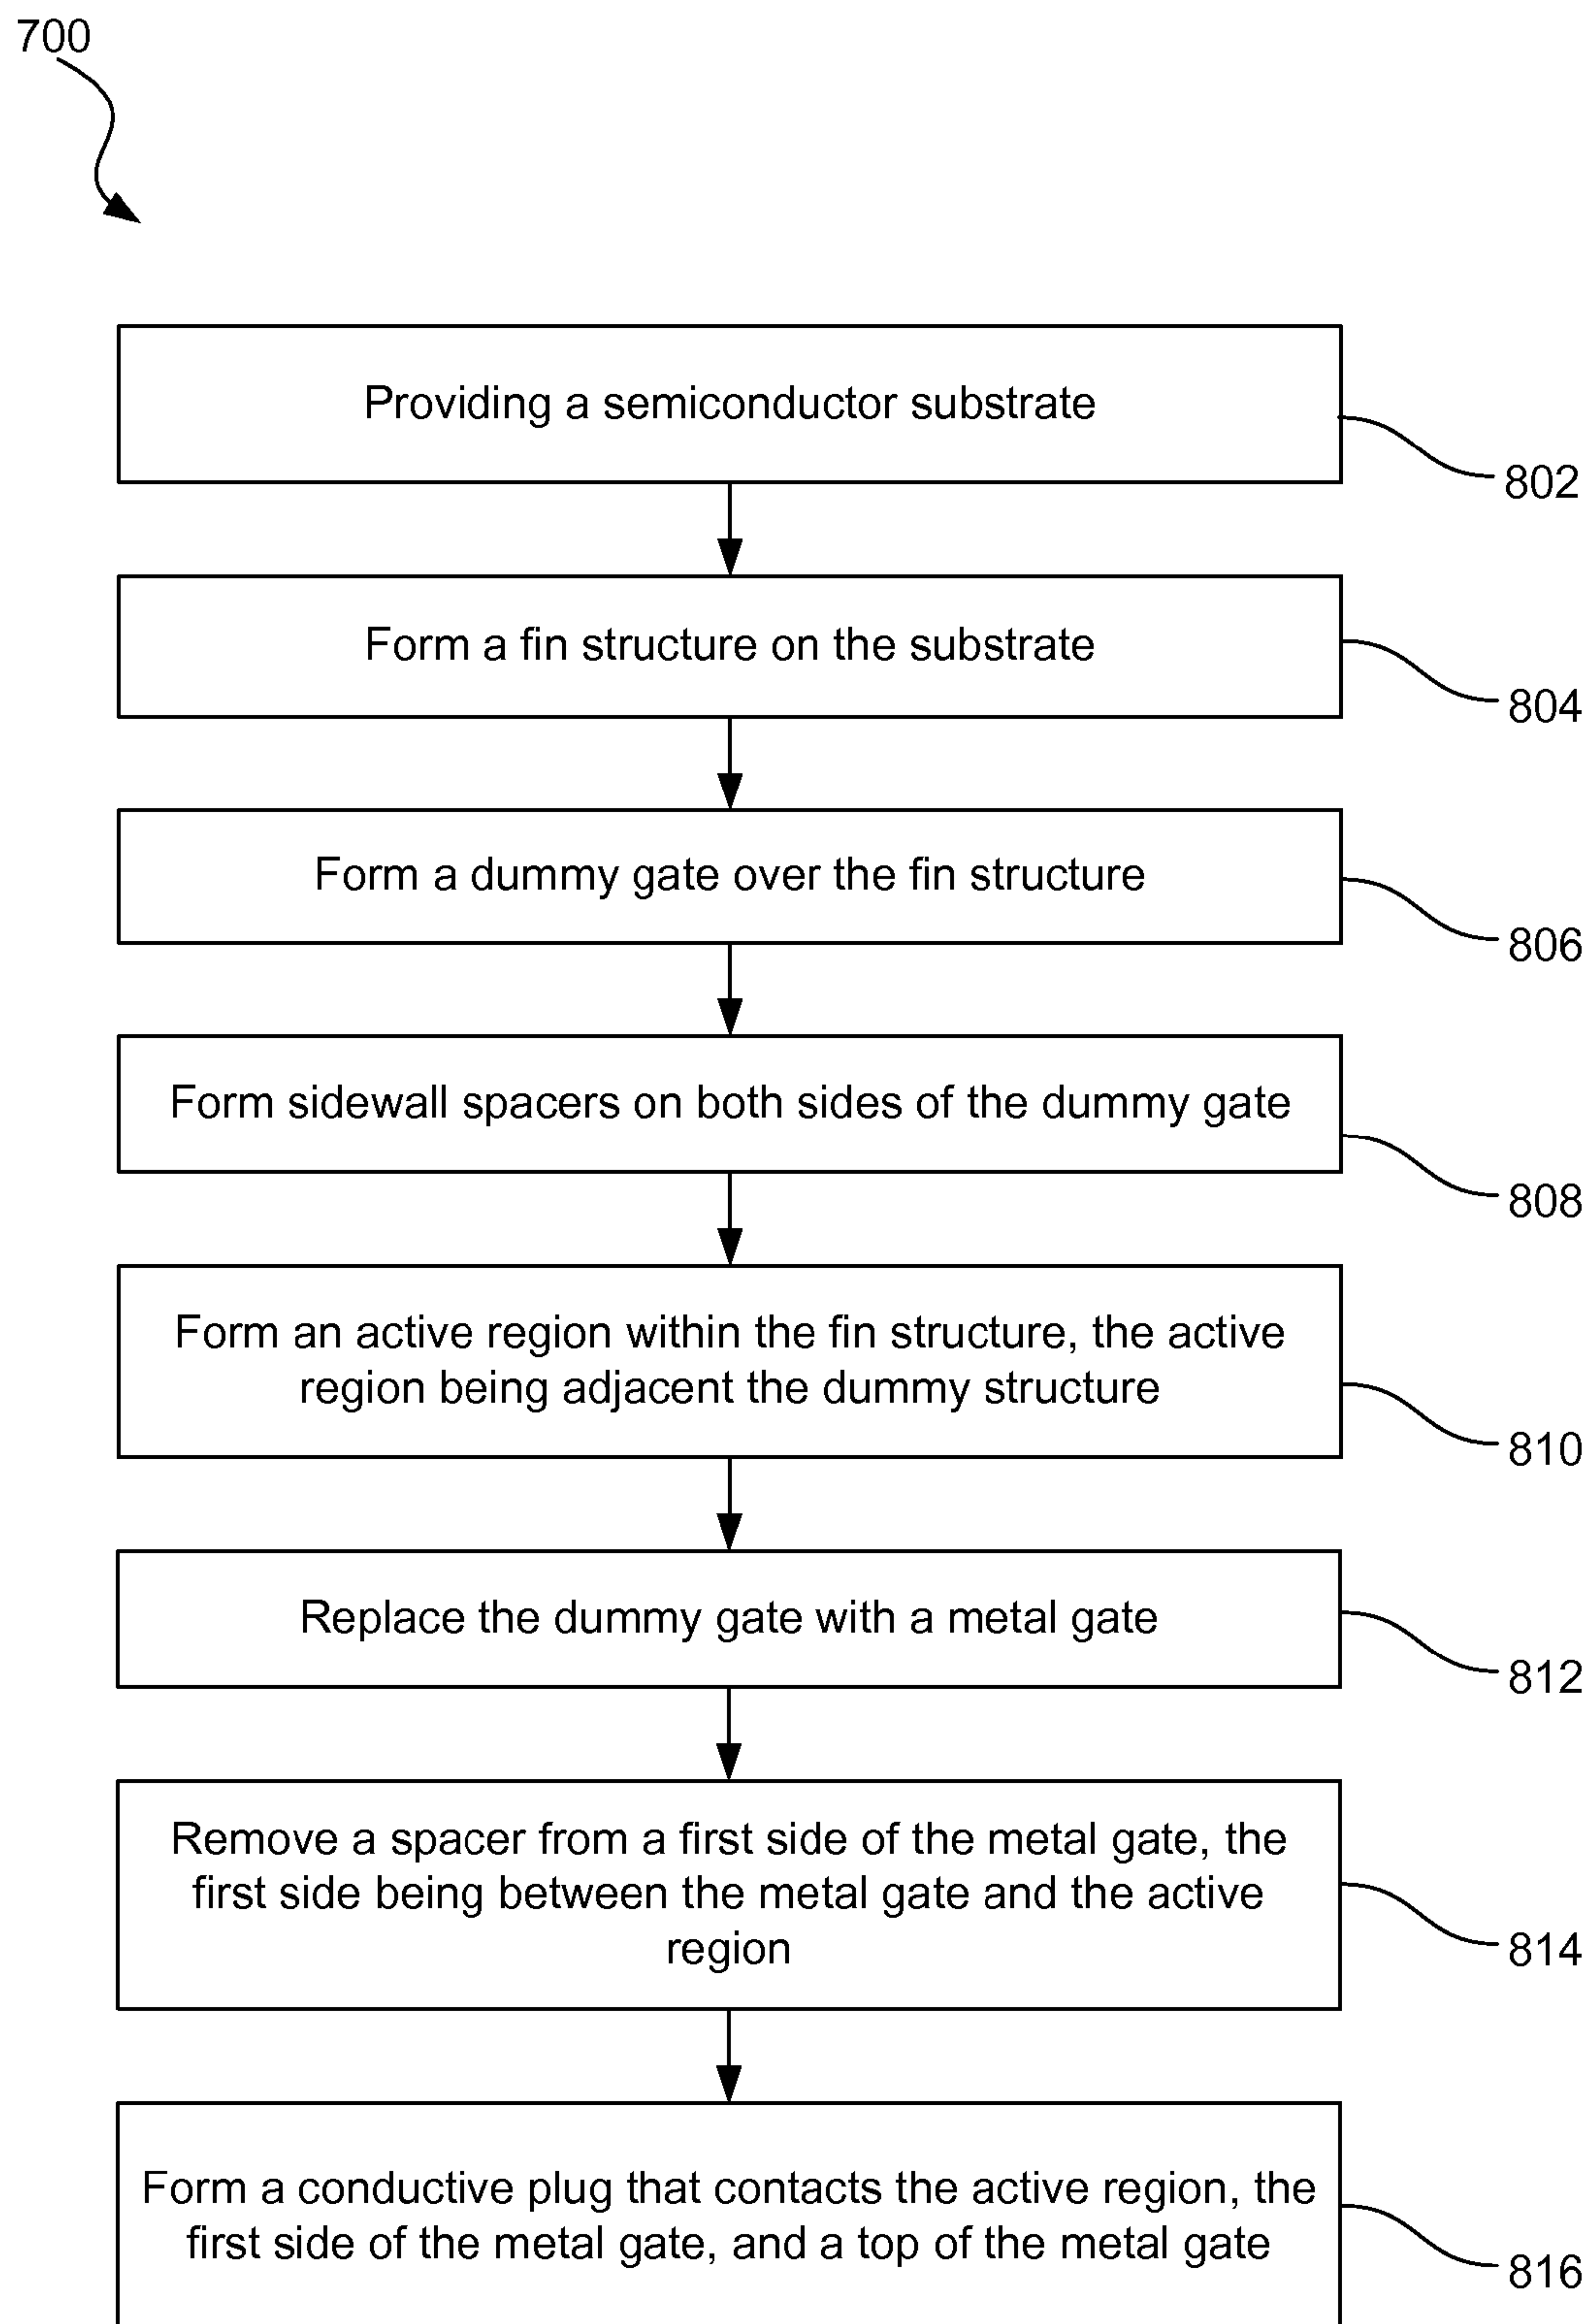 700
Providing a semiconductor substrate
802
Form a fin structure on the substrate
804
Form a dummy gate over the fin structure
806
Form sidewall spacers on both sides of the dummy gate
808
Form an active region within the fin structure, the active
region being adjacent the dummy structure
810
Replace the dummy gate with a metal gate
812
Remove a spacer from a first side of the metal gate, the
first side being between the metal gate and the active
region
814
Form a conductive plug that contacts the active region, the
first side of the metal gate, and a top of the metal gate
816